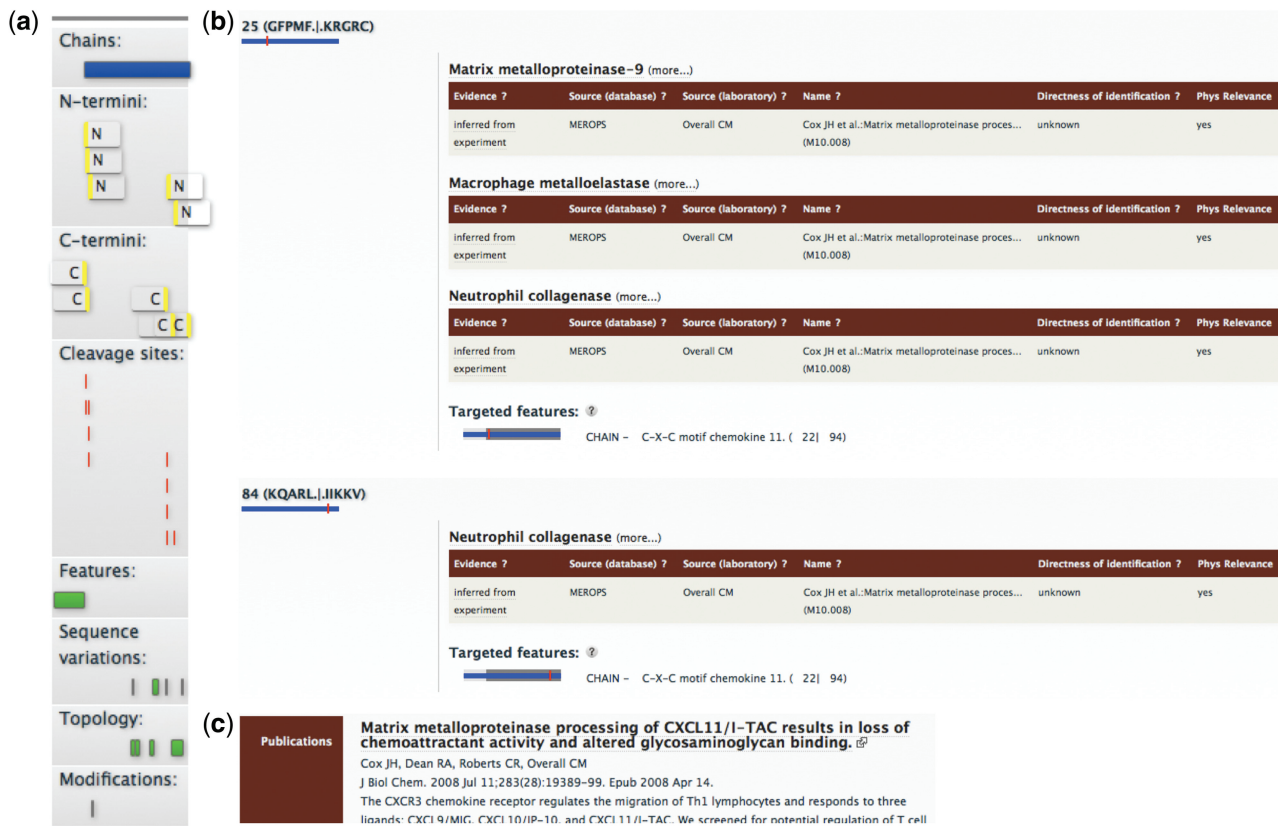 (a)
Chains:
N-termini:
N
N
N N
N
C-termini:
C
C C
C C
Cleavage sites:
Features:
Sequence
variations:
Topology:
Modifications:
(b)
25 (GFPMF.|.KRGRC)
Matrix metalloproteinase-9 (more...)
Evidence ? Source (database) ? Source (laboratory) ? Name ? Directness of identification ? Phys Relevance
inferred from MEROPS Overall CM Cox JH et al.:Matrix metalloproteinase proces... unknown yes
experiment (M10.008)
Macrophage metalloelastase (more...)
Evidence ? Source (database) ? Source (laboratory) ? Name ? Directness of identification ? Phys Relevance
inferred from MEROPS Overall CM Cox JH et al.:Matrix metalloproteinase proces... unknown yes
experiment (M10.008)
Neutrophil collagenase (more...)
Evidence ? Source (database) ? Source (laboratory) ? Name ? Directness of identification ? Phys Relevance
inferred from MEROPS Overall CM Cox JH et al.:Matrix metalloproteinase proces... unknown yes
experiment (M10.008)
Targeted features: ?
CHAIN - C-X-C motif chemokine 11. ( 22| 94)
84 (KQARL.|.IIKKV)
Neutrophil collagenase (more...)
Evidence ? Source (database) ? Source (laboratory) ? Name ? Directness of identification ? Phys Relevance
inferred from MEROPS Overall CM Cox JH et al.:Matrix metalloproteinase proces... unknown yes
experiment (M10.008)
Targeted features: ?
CHAIN - C-X-C motif chemokine 11. ( 22| 94)
(c)
Publications
Matrix metalloproteinase processing of CXCL11/I-TAC results in loss of
chemoattractant activity and altered glycosaminoglycan binding.
Cox JH, Dean RA, Roberts CR, Overall CM
J Biol Chem. 2008 Jul 11;283(28):19389-99. Epub 2008 Apr 14.
The CXCR3 chemokine receptor regulates the migration of Th1 lymphocytes and responds to three
ligands: CXCL9/MIG, CXCL10/IP-10, and CXCL11/I-TAC. We screened for potential regulation of T cell